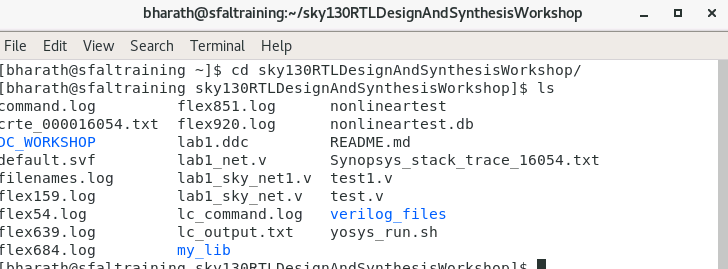 bharath@sfaltraining:~/sky130RTLDesignAndSynthesisWorkshop
File Edit View Search Terminal Help
[bharath@sfaltraining ~]$ cd sky130RTLDesignAndSynthesisWorkshop/
[bharath@sfaltraining sky130RTLDesignAndSynthesisWorkshop]$ ls
command.log flex851.log nonlineartest
crte_000016054.txt flex920.log nonlineartest.db
DC_WORKSHOP lab1.ddc README.md
default.svf lab1_net.v Synopsys_stack_trace_16054.txt
filenames.log lab1_sky_net1.v test1.v
flex159.log lab1_sky_net.v test.v
flex54.log lc_command.log verilog_files
flex639.log lc_output.txt yosys_run.sh
flex684.log my_lib
[bharath@sfaltraining sky130RTLDesignAndSynthesisWorkshop]$